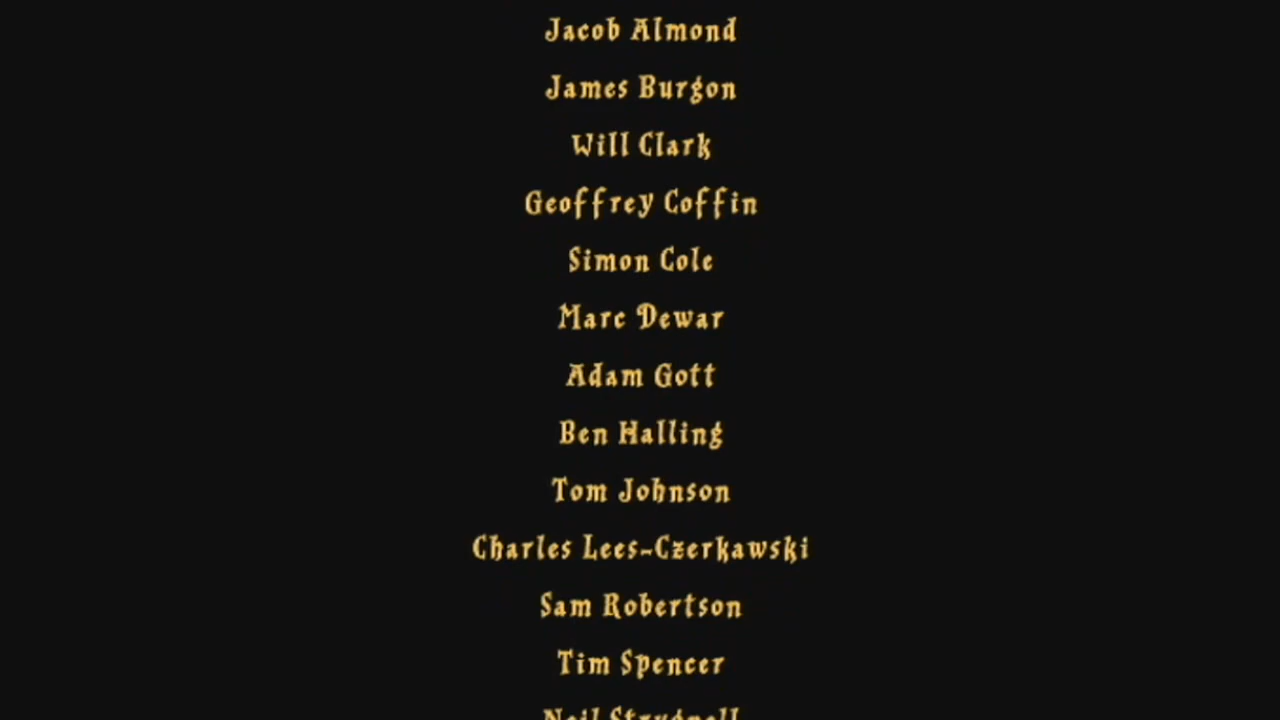 Jacob Almond
James Burgon
Will Clark
Geoffrey Coffin
Simon Cole
Marc Dewar
Adam Gott
Ben Halling
Tom Johnson
Charles Lees-Czerkawski
Sam Robertson
Tim Spencer
Neil